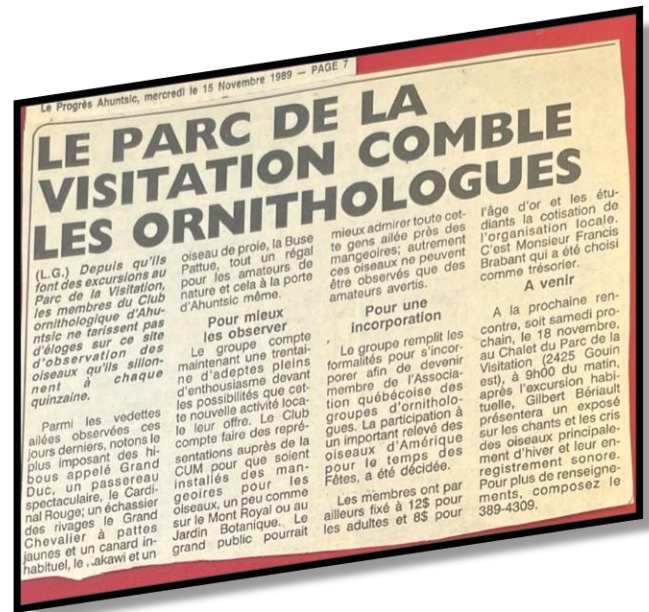 Le Progrès Ahuntsic, mercredi le 15 Novembre 1989 — PAGE 7
LE PARC DE LA
VISITATION COMBLE
LES ORNITHOLOGUES
(L.G.) Depuis qu'ils
font des excursions au
Parc de la Visitation,
les membres du Club
ornithologique d'Ahu-
ntsic ne tarissent pas
d'éloges sur ce site
d'observation des
oiseaux qu'ils sillon-
nent à chaque
quinzaine.
Parmi les vedettes
ailées observées ces
jours derniers, notons le
plus imposant des hi-
bous appelé Grand
Duc, un passereau
spectaculaire, le Cardi-
nal Rouge; un échassier
des rivages le Grand
Chevalier à pattes
jaunes et un canard in-
habituel, le ..akawi et un
oiseau de proie, la Buse
Pattue, tout un régal
pour les amateurs de
nature et cela à la porte
d'Ahuntsic même.
Pour mieux
les observer
Le groupe compte
maintenant une trentai-
ne d'adeptes pleins
d'enthousiasme devant
les possibilités que cet-
te nouvelle activité loca-
le leur offre. Le Club
compte faire des repré-
sentations auprès de la
CUM pour que soient
installés des man-
geoires pour les
oiseaux, un peu comme
sur le Mont Royal ou au
Jardin Botanique. Le
grand public pourrait
mieux admirer toute cet-
te gens ailée près des
mangeoires; autrement
ces oiseaux ne peuvent
être observés que des
amateurs avertis.
Pour une
incorporation
Le groupe remplit les
formalités pour s'incor-
porer afin de devenir
membre de l'Associa-
tion québécoise des
groupes d'ornitholo-
gues. La participation à
un important relevé des
oiseaux d'Amérique
pour le temps des
Fêtes, a été décidée.
Les membres ont par
ailleurs fixé à 12$ pour
les adultes et 8$ pour
l'âge d'or et les étu-
diants la cotisation de
l'organisation locale.
C'est Monsieur Francis
Brabant qui a été choisi
comme trésorier.
A venir
A la prochaine ren-
contre, soit samedi pro-
chain, le 18 novembre,
au Chalet du Parc de la
Visitation (2425 Gouin
est), à 9h00 du matin,
après l'excursion habi-
tuelle, Gilbert Bériault
présentera un exposé
sur les chants et les cris
des oiseaux principale-
ment d'hiver et leur en-
registrement sonore.
Pour plus de renseigne-
ments, composez le
389-4309.